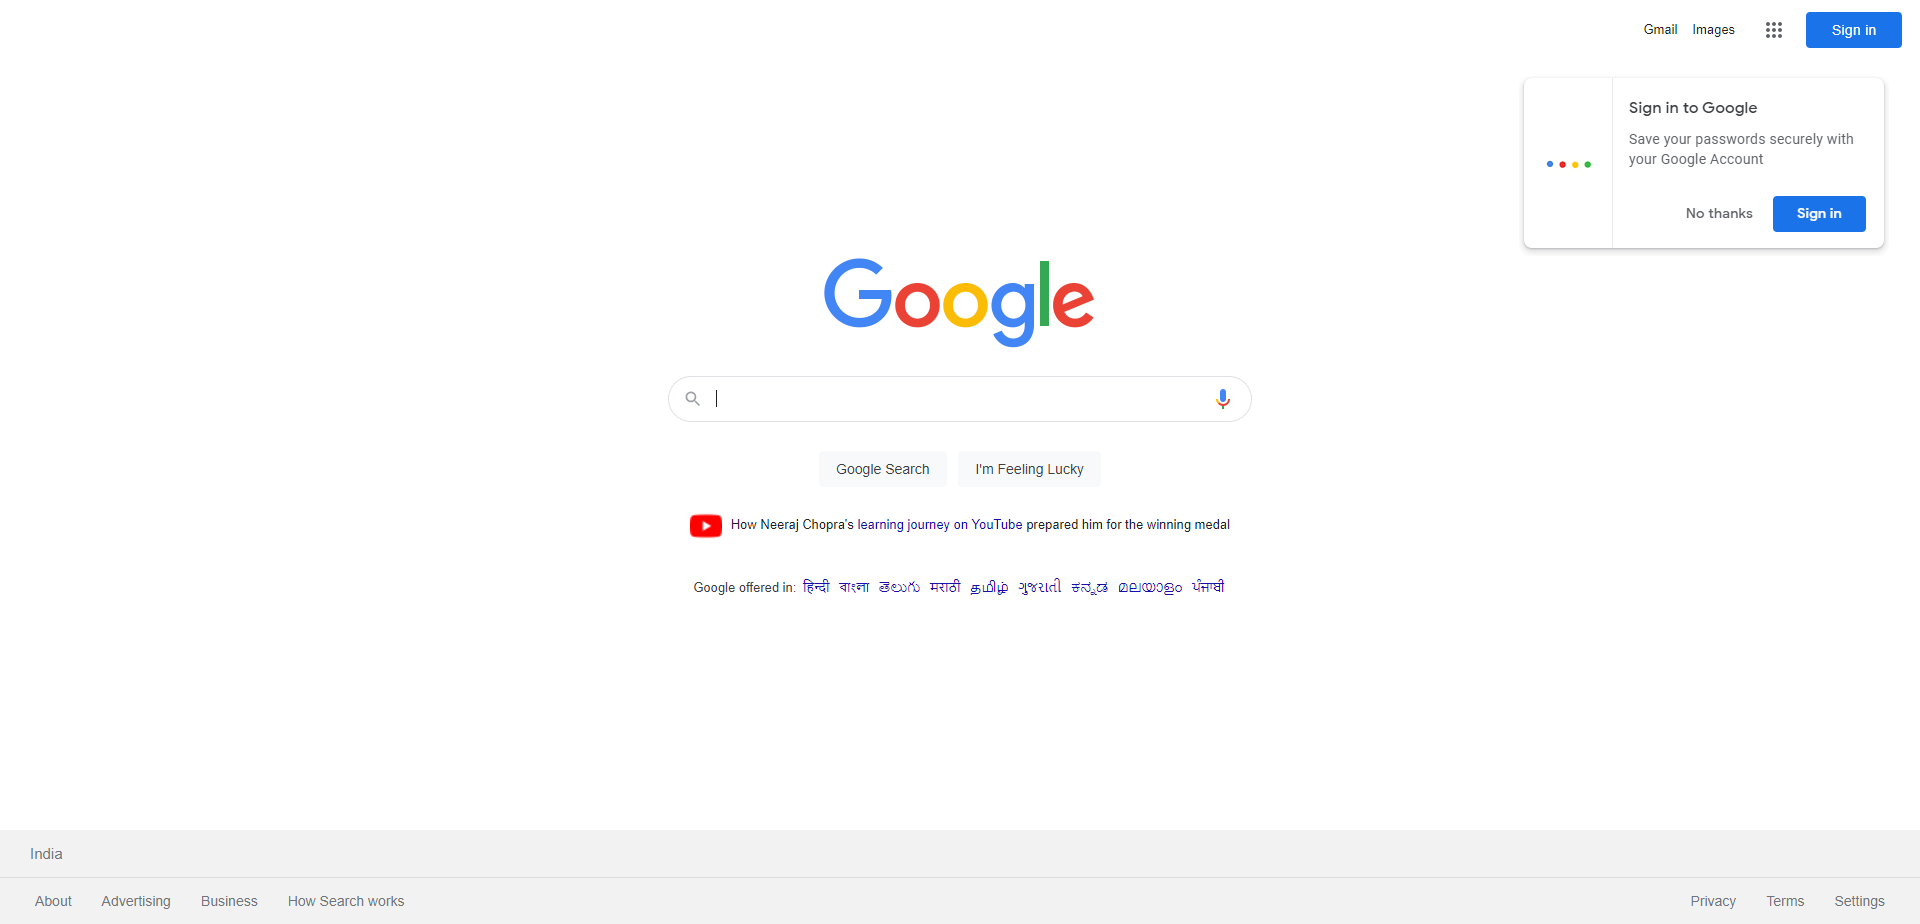 Gmail Images Sign in
Sign in to Google
Save your passwords securely with
your Google Account
No thanks Sign in
Google
Google Search I'm Feeling Lucky
How Neeraj Chopra's learning journey on YouTube prepared him for the winning medal
Google offered in: हिन्दी বাংলা తెలుగు मराठी தமிழ் ગુજરાતી ಕನ್ನಡ മലയാളം ਪੰਜਾਬੀ
India
About Advertising Business How Search works Privacy Terms Settings